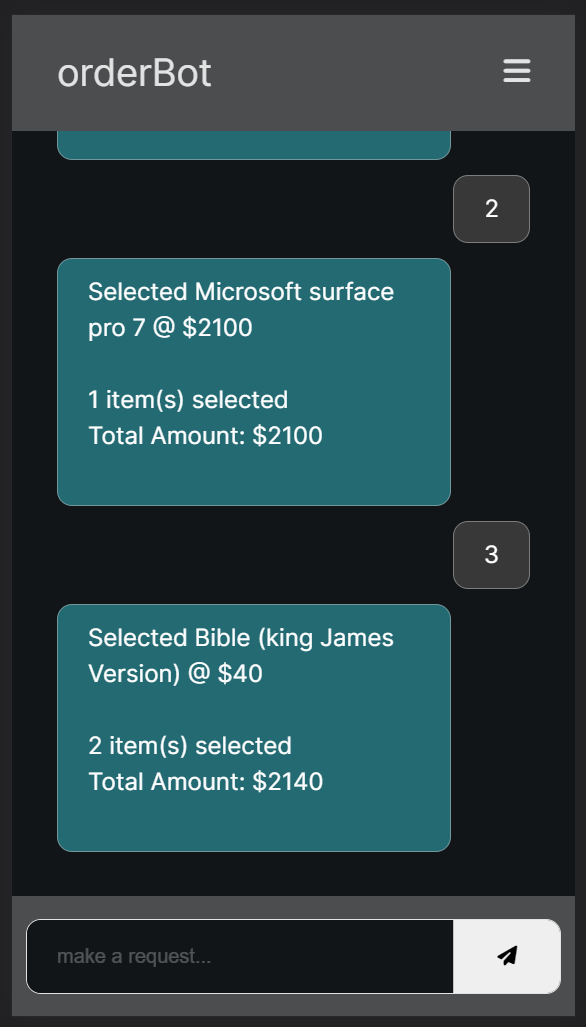 orderBot
2
Selected Microsoft surface
pro 7 @ $2100
1 item(s) selected
Total Amount: $2100
3
Selected Bible (king James
Version) @ $40
2 item(s) selected
Total Amount: $2140
make a request...